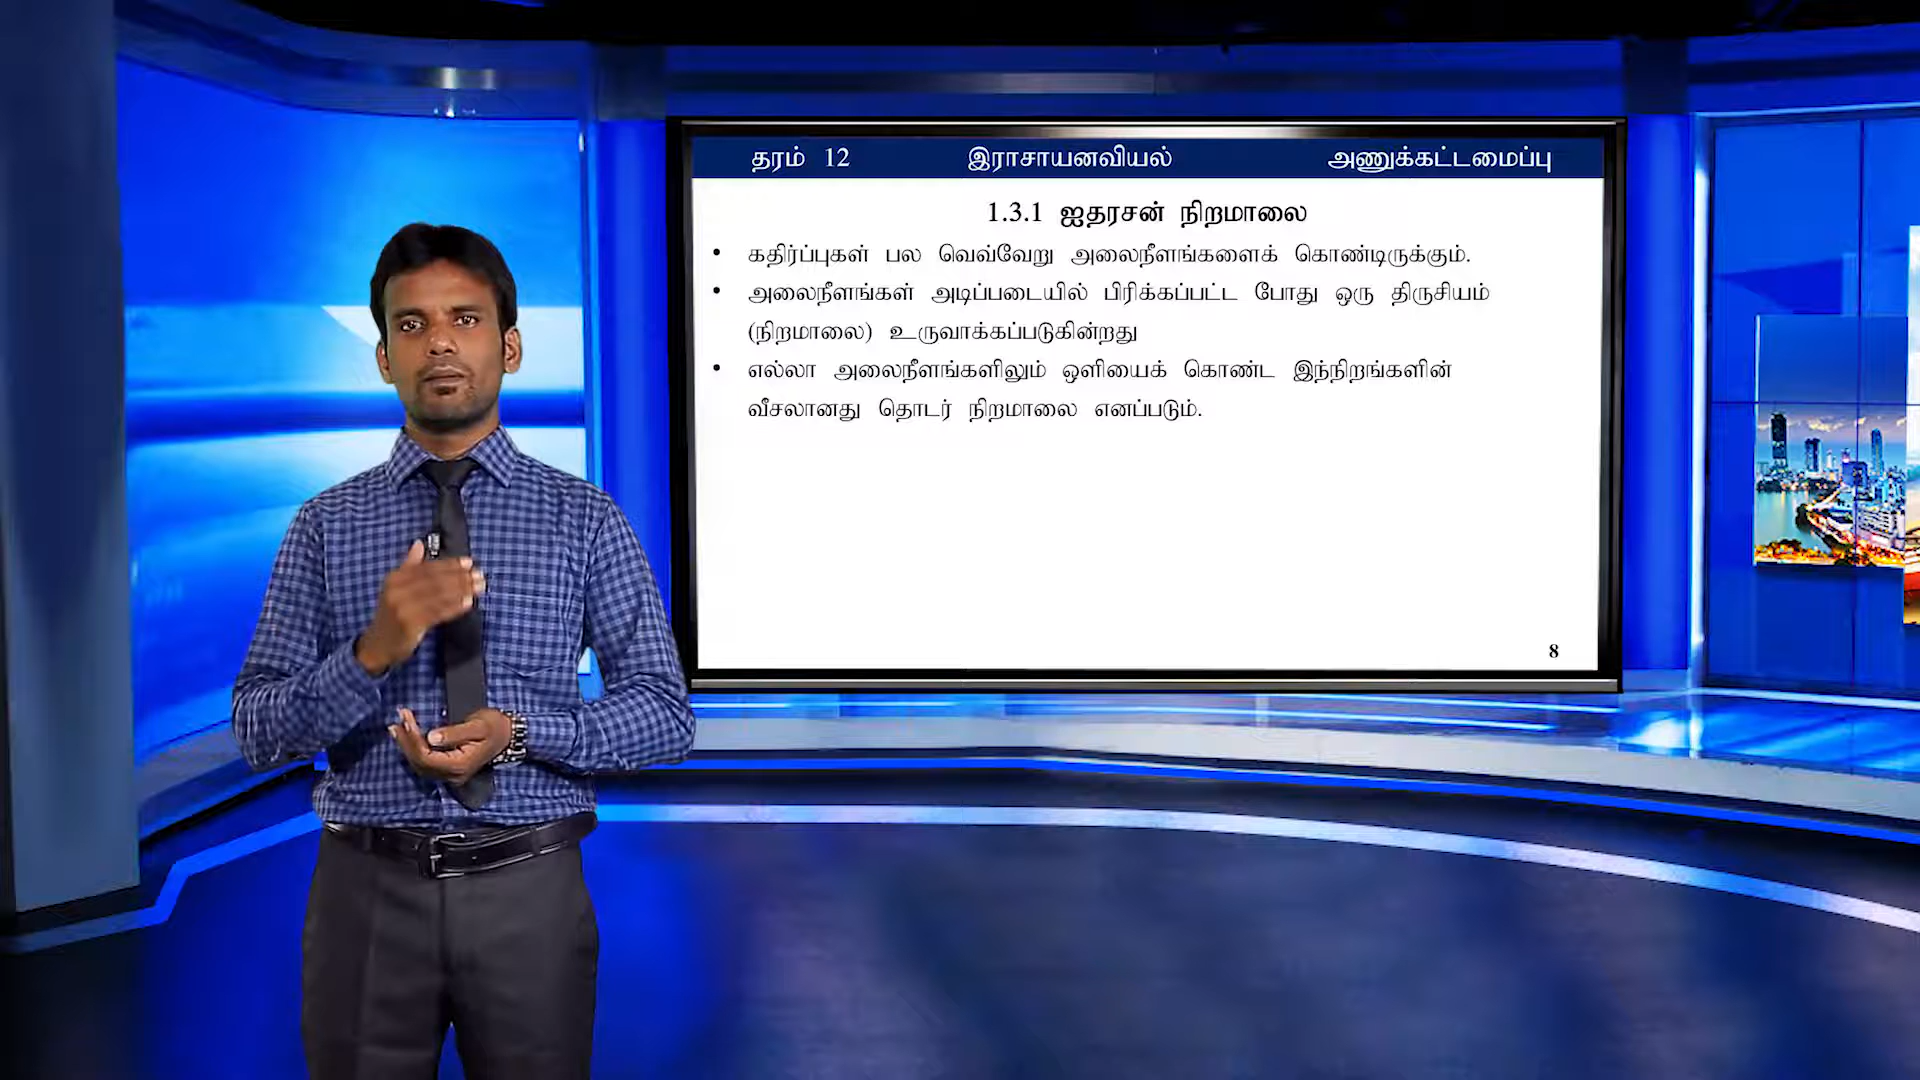 தரம் 12 இராசாயனவியல் அணுக்கட்டமைப்பு
1.3.1 ஐதரசன் நிறமாலை
• கதிர்ப்புகள் பல வெவ்வேறு அலைநீளங்களைக் கொண்டிருக்கும்.
• அலைநீளங்கள் அடிப்படையில் பிரிக்கப்பட்ட போது ஒரு திருசியம்
(நிறமாலை) உருவாக்கப்படுகின்றது
• எல்லா அலைநீளங்களிலும் ஒளியைக் கொண்ட இந்நிறங்களின்
வீசலானது தொடர் நிறமாலை எனப்படும்.
8